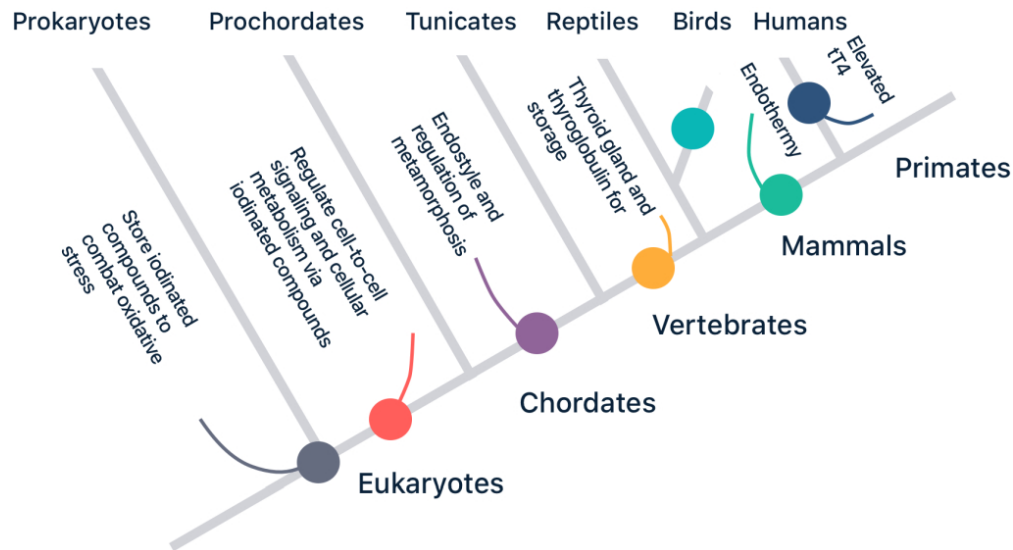 Prokaryotes
Prochordates
Tunicates
Reptiles
Birds
Humans
Elevated
tT4
Endothermy
Thyroid gland and
thyroglobulin for
storage
Endostyle and
regulation of
metamorphosis
Regulate cell-to-cell
signaling and cellular
metabolism via
iodinated compounds
Store iodinated
compounds to
combat oxidative
stress
Primates
Mammals
Vertebrates
Chordates
Eukaryotes